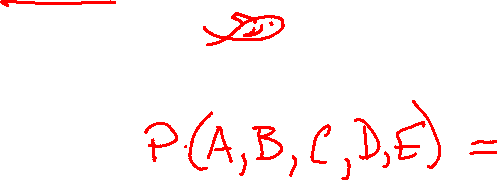 P(A,B,C,D,E) =